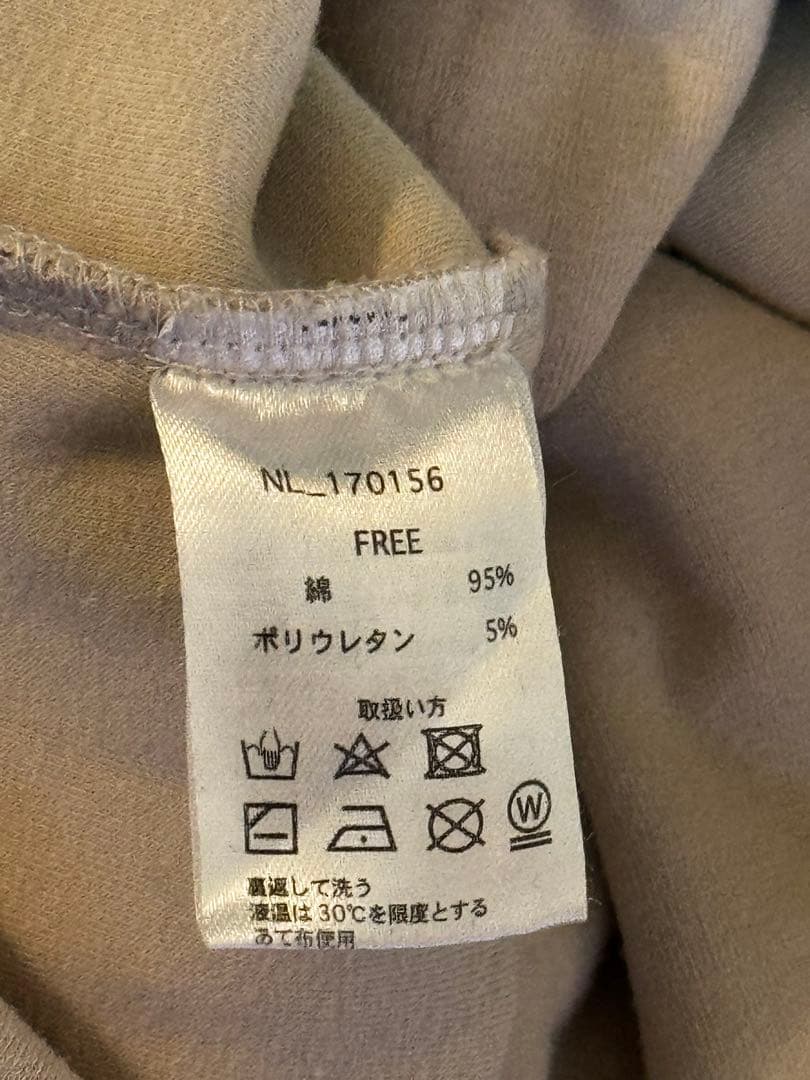 NL_170156
FREE
綿 95%
ポリウレタン 5%
取扱い方
W
裏返して洗う
液温は30℃を限度とする
あて布使用